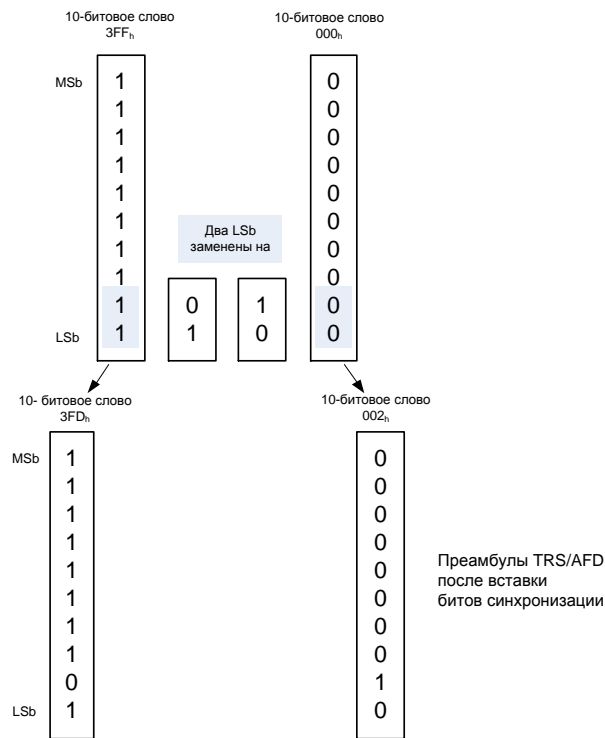 10-битовое слово
3FFₕ
10-битовое слово
000ₕ
MSb
1
1
1
1
1
1
1
1
1
1
LSb
Два LSb
заменены на
0
1
1
0
0
0
0
0
0
0
0
0
0
0
10- битовое слово
3FDₕ
10-битовое слово
002ₕ
MSb
1
1
1
1
1
1
1
1
0
1
LSb
0
0
0
0
0
0
0
0
1
0
Преамбулы TRS/AFD
после вставки
битов синхронизации